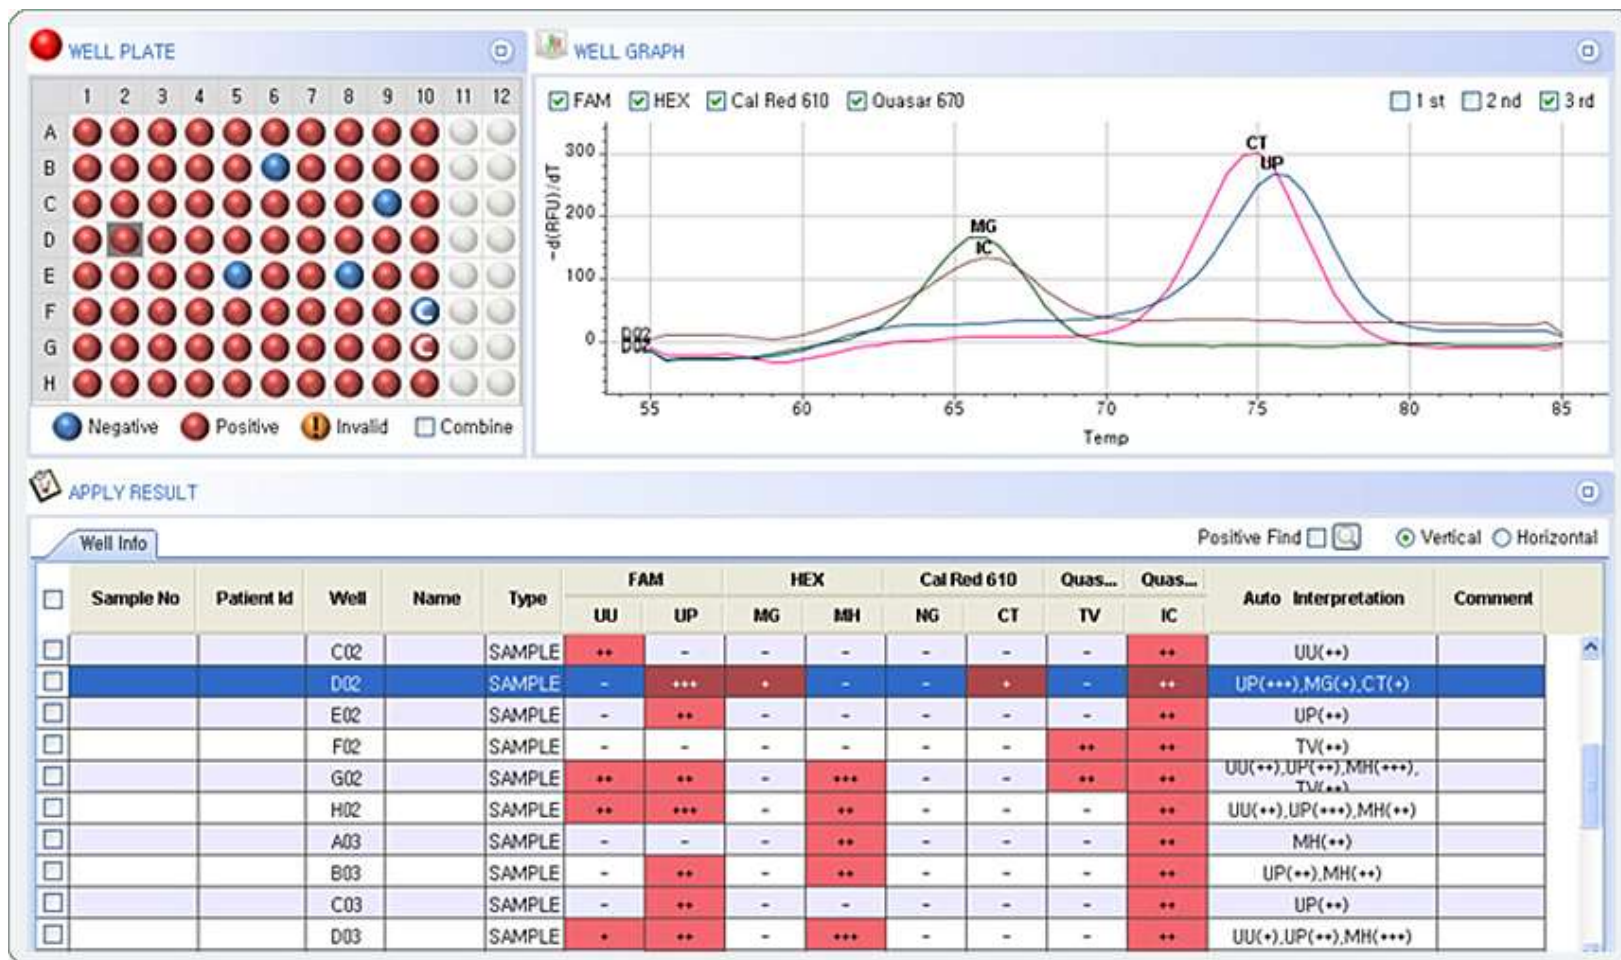 WELL PLATE
1 2 3 4 5 6 7 8 9 10 11 12
A
B
C
D
E
F C
G C
H
Negative Positive ! Invalid Combine
WELL GRAPH
FAM HEX Cal Red 610 Quasar 670 1 st 2 nd 3 rd
-d(RFU)/dT
300
200
100
0
CT
UP
MG
IC
D02
D02
55 60 65 70 75 80 85
Temp
APPLY RESULT
Well Info Positive Find Vertical Horizontal
FAM HEX Cal Red 610 Quas... Quas...
Sample No Patient Id Well Name Type UU UP MG MH NG CT TV IC Auto Interpretation Comment
C02 SAMPLE ++ - - - - - - ++ UU(++)
D02 SAMPLE - +++ + - - + - ++ UP(+++),MG(+),CT(+)
E02 SAMPLE - ++ - - - - - ++ UP(++)
F02 SAMPLE - - - - - - ++ ++ TV(++)
G02 SAMPLE ++ ++ - +++ - - ++ ++ UU(++),UP(++),MH(+++),
TV(++)
H02 SAMPLE ++ +++ - ++ - - - ++ UU(++),UP(+++),MH(++)
A03 SAMPLE - - - ++ - - - ++ MH(++)
B03 SAMPLE - ++ - ++ - - - ++ UP(++),MH(++)
C03 SAMPLE - ++ - - - - - ++ UP(++)
D03 SAMPLE + ++ - +++ - - - ++ UU(+),UP(++),MH(+++)